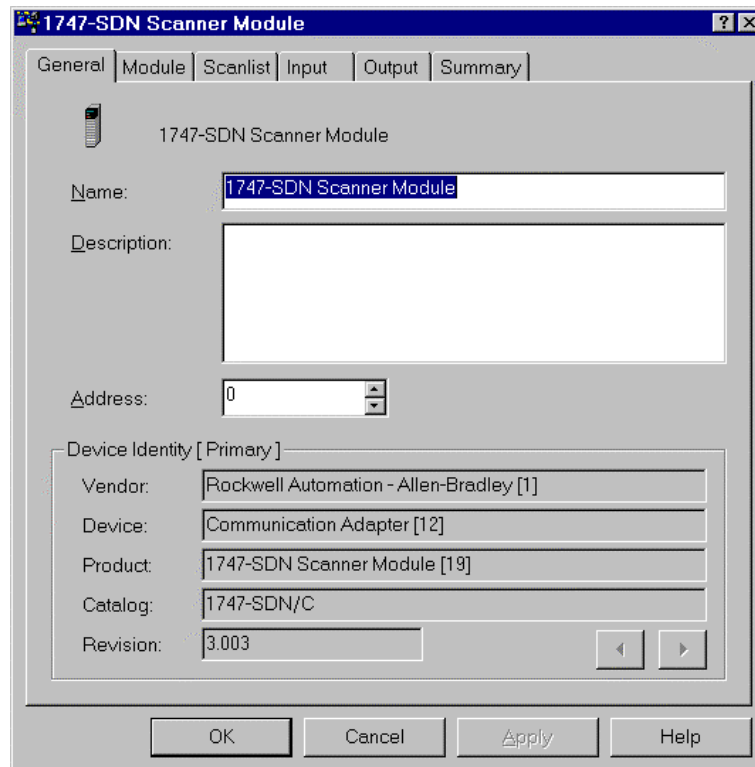 1747-SDN Scanner Module
General Module Scanlist Input Output Summary
1747-SDN Scanner Module
Name: 1747-SDN Scanner Module
Description:
Address: 0
Device Identity [ Primary ]
Vendor: Rockwell Automation - Allen-Bradley [1]
Device: Communication Adapter [12]
Product: 1747-SDN Scanner Module [19]
Catalog: 1747-SDN/C
Revision: 3.003
OK Cancel Apply Help